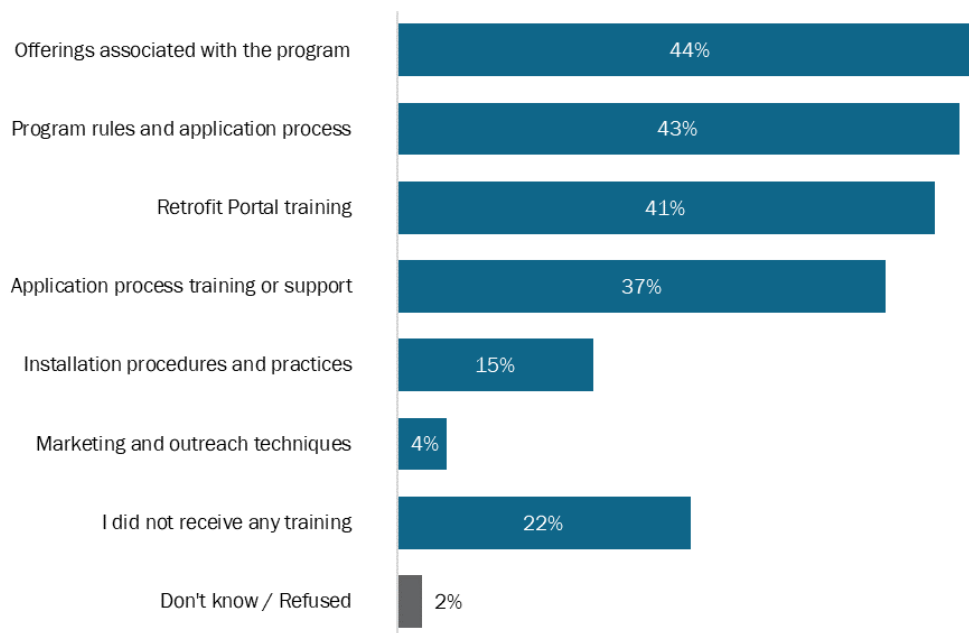 Offerings associated with the program 44%
Program rules and application process 43%
Retrofit Portal training 41%
Application process training or support 37%
Installation procedures and practices 15%
Marketing and outreach techniques 4%
I did not receive any training 22%
Don't know / Refused 2%